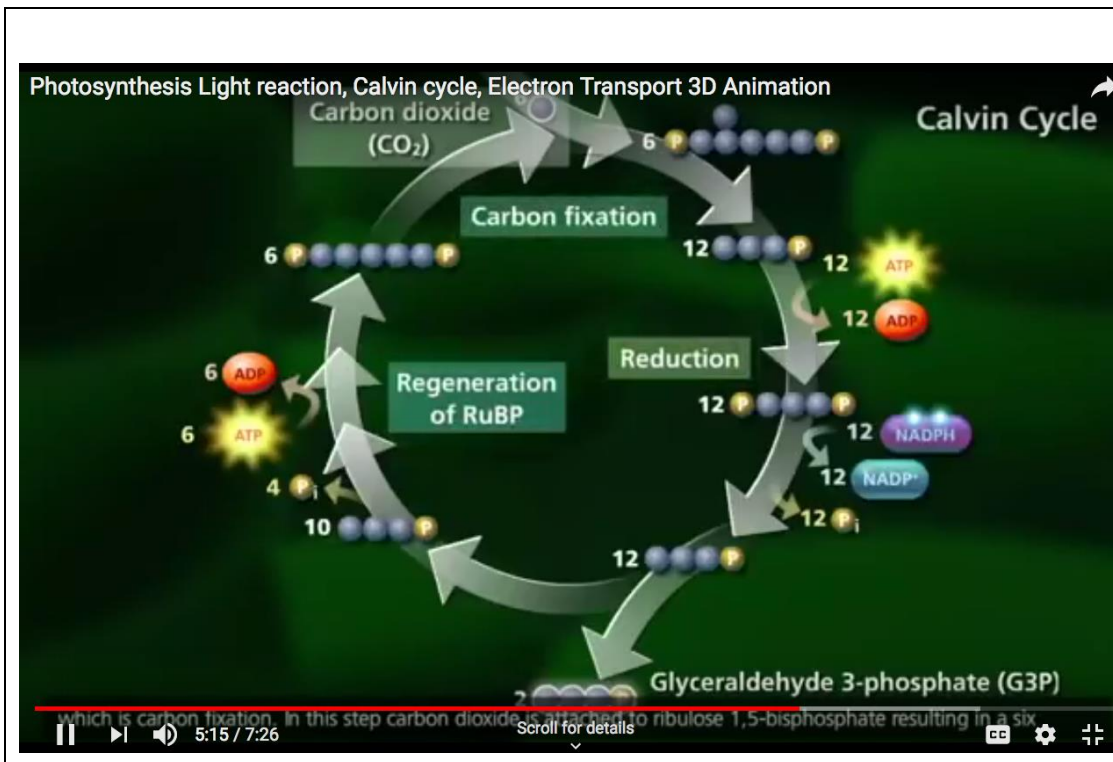 Photosynthesis Light reaction, Calvin cycle, Electron Transport 3D Animation
Calvin Cycle
Carbon dioxide
(CO₂)
6 P P
Carbon fixation
6 P P
12 P
12 ATP
12 ADP
Reduction
12 P P
12 NADPH
12 NADP⁺
12 Pi
Regeneration
of RuBP
6 ADP
6 ATP
4 Pi
10 P
12 P
2 P
Glyceraldehyde 3-phosphate (G3P)
which is carbon fixation. In this step carbon dioxide is attached to ribulose 1,5-bisphosphate resulting in a six
5:15 / 7:26
Scroll for details
CC